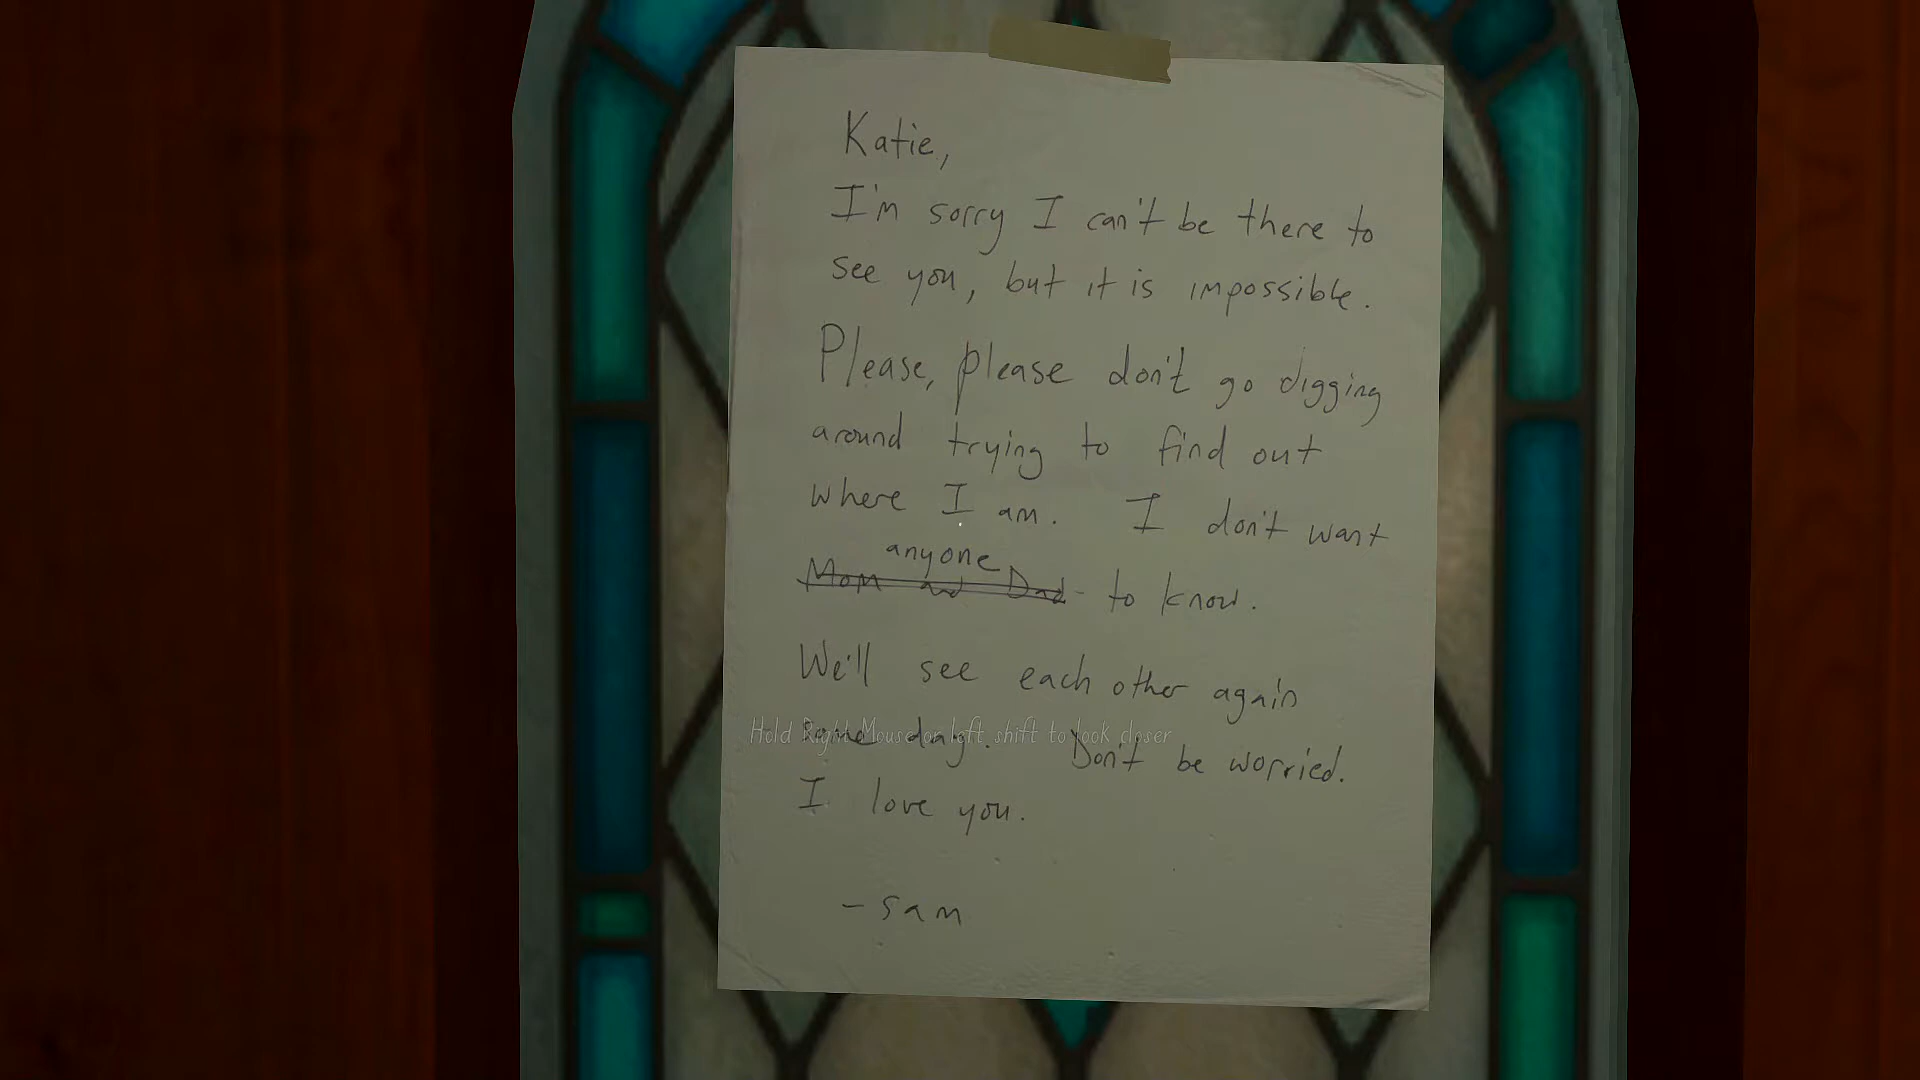 Katie,
I'm sorry I can't be there to
see you, but it is impossible.
Please, please don't go digging
around trying to find out
where I am. I don't want
anyone
Mom and Dad to know.
We'll see each other again
some day. Don't be worried.
Hold Right Mouse or left shift to look closer
I love you.
- Sam